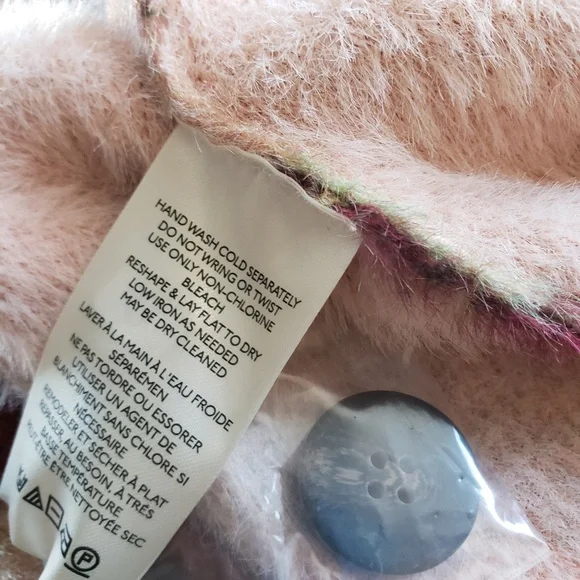 HAND WASH COLD SEPARATELY
DO NOT WRING OR TWIST
USE ONLY NON-CHLORINE
BLEACH
RESHAPE & LAY FLAT TO DRY
LOW IRON AS NEEDED
MAY BE DRY CLEANED
LAVER À LA MAIN À L'EAU FROIDE
SÉPARÉMEN
NE PAS TORDRE OU ESSORER
UTILISER UN AGENT DE
BLANCHIMENT SANS CHLORE SI
NÉCESSAIRE
REMODELER ET SÉCHER À PLAT
REPASSER, AU BESOIN À TRÈS
BASSE TEMPÉRATURE
PEUT-ÊTRE ÊTRE NETTOYÉE SEC
P